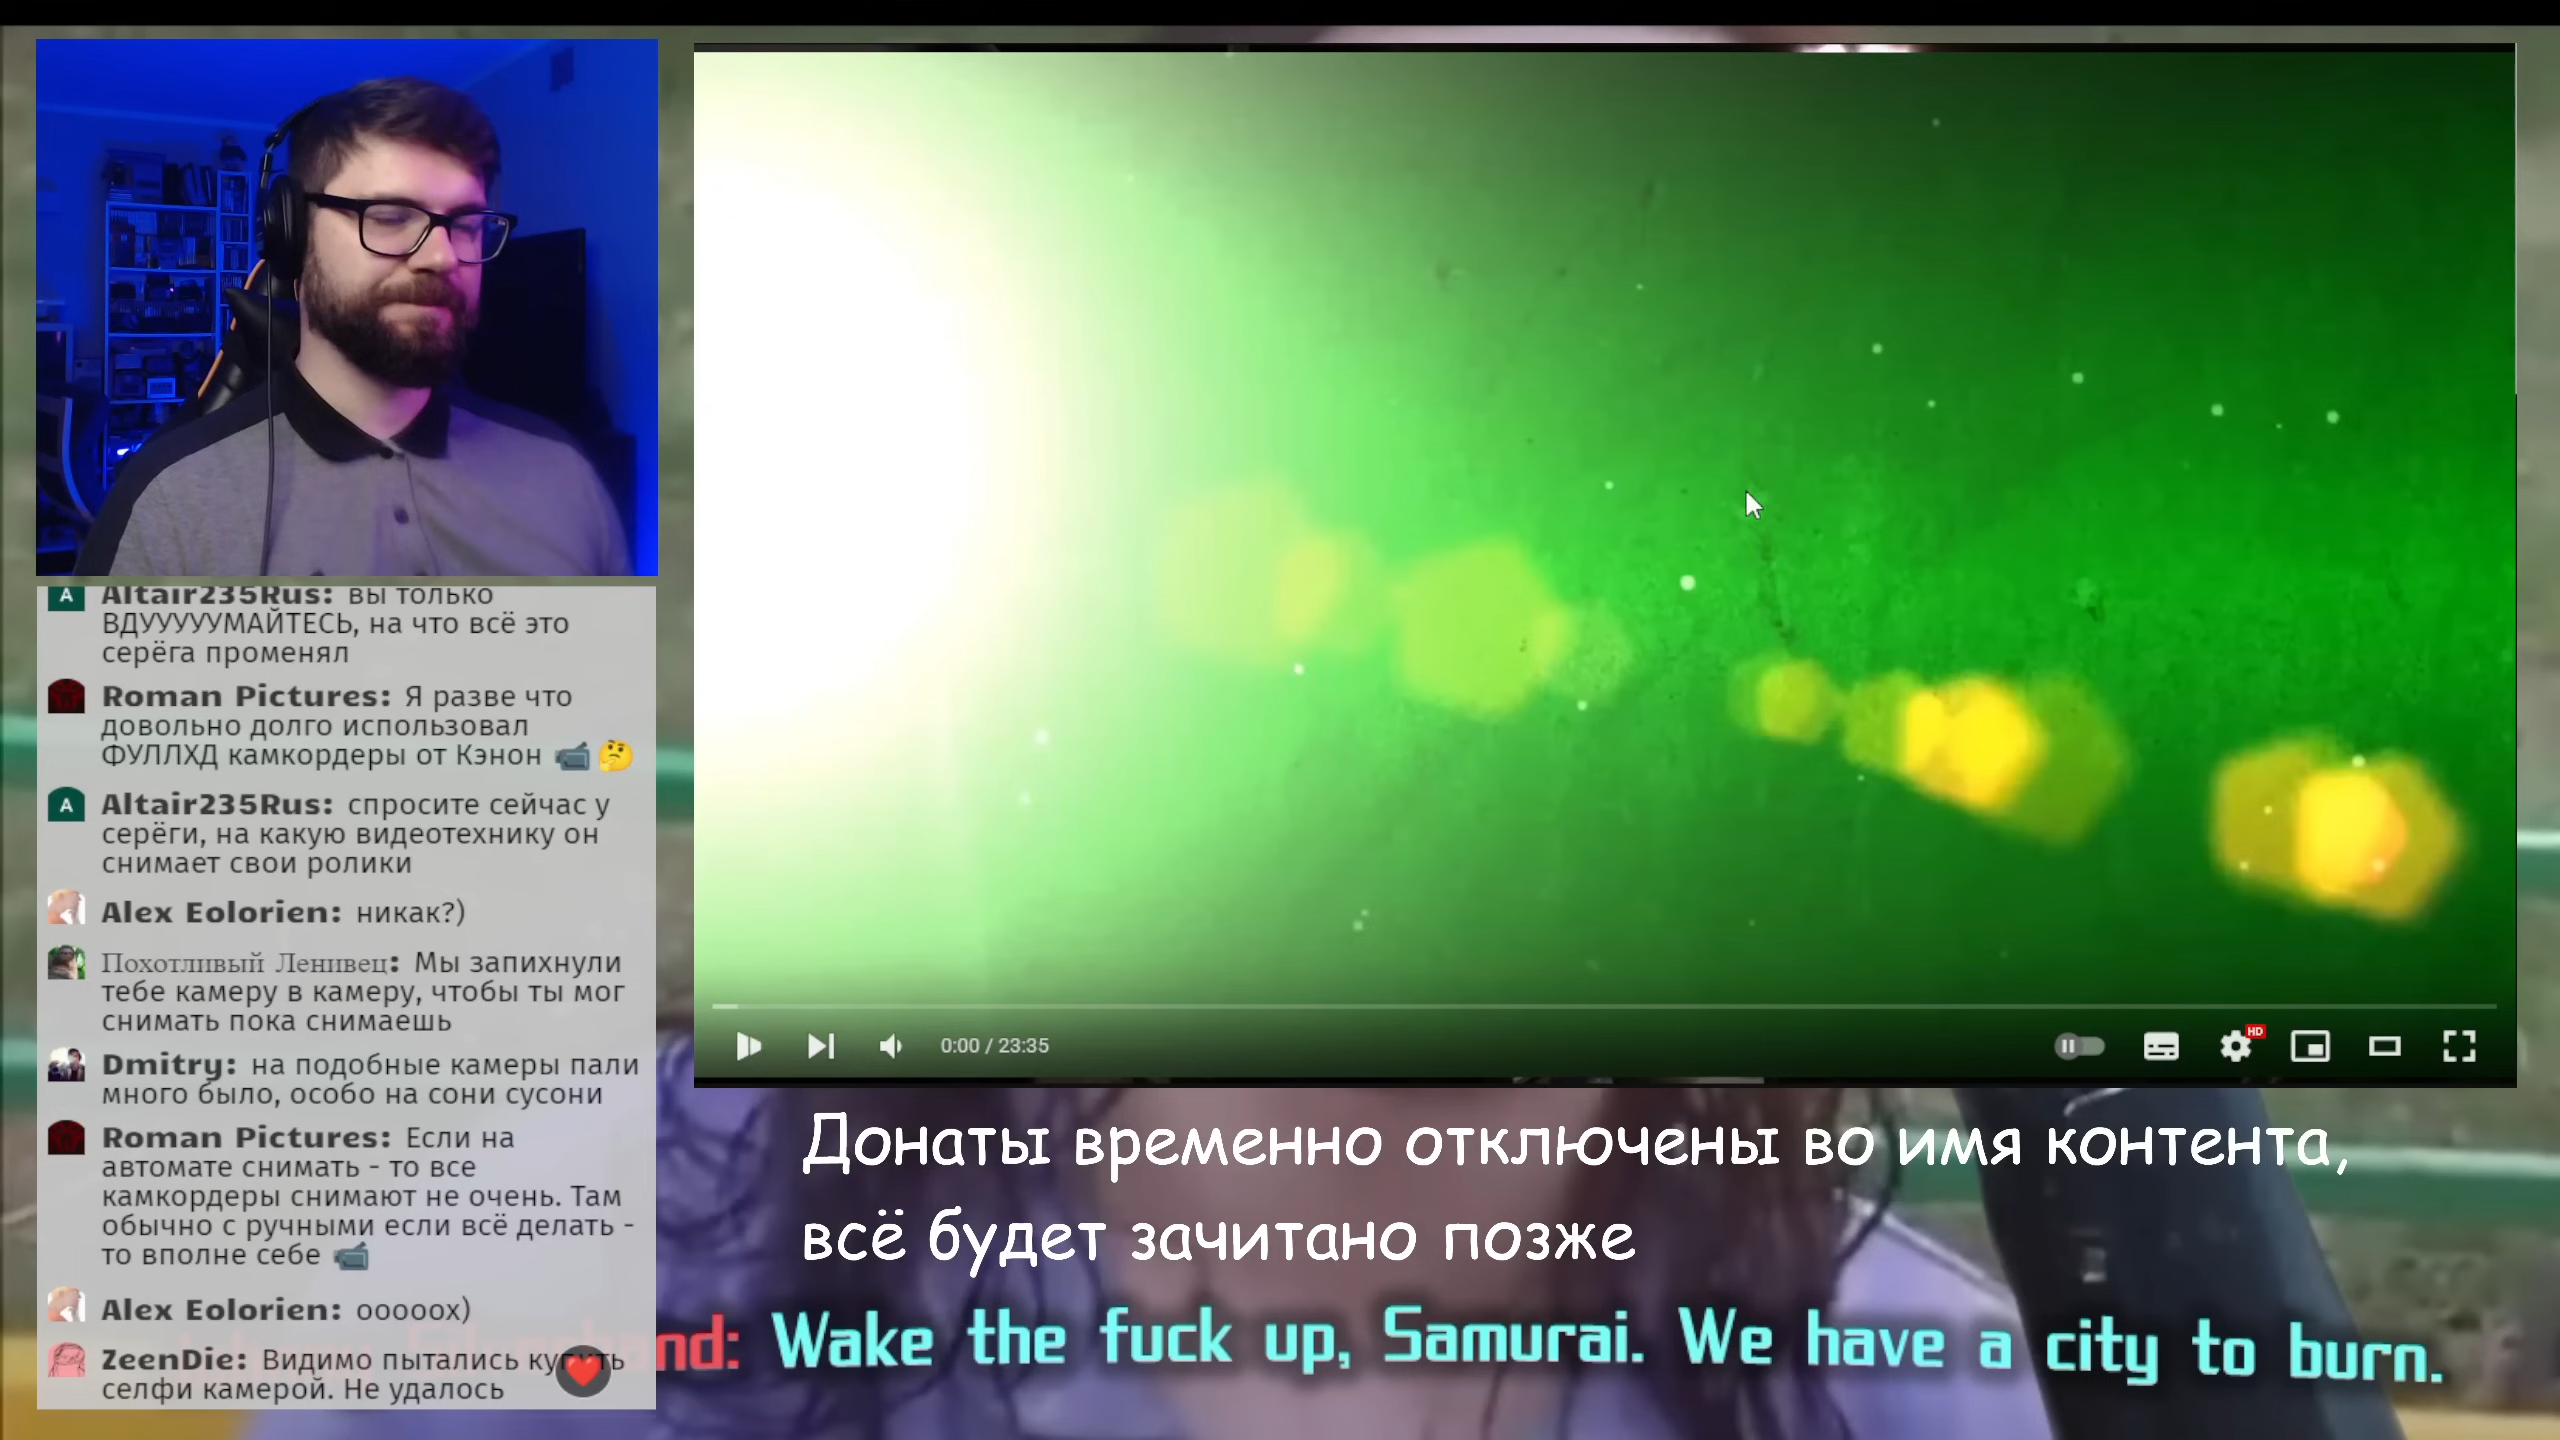 A
Altair235Rus: вы только
ВДУУУУУМАЙТЕСЬ, на что всё это
серёга променял
Roman Pictures: Я разве что
довольно долго использовал
ФУЛЛХД камкордеры от Кэнон 📹🤔
A
Altair235Rus: спросите сейчас у
серёги, на какую видеотехнику он
снимает свои ролики
Alex Eolorien: никак?)
Похотливый Ленивец: Мы запихнули
тебе камеру в камеру, чтобы ты мог
снимать пока снимаешь
Dmitry: на подобные камеры пали
много было, особо на сони сусони
Roman Pictures: Если на
автомате снимать - то все
камкордеры снимают не очень. Там
обычно с ручными если всё делать -
то вполне себе 📹
Alex Eolorien: ооооох)
ZeenDie: Видимо пытались купить
селфи камерой. Не удалось
0:00 / 23:35
HD
Донаты временно отключены во имя контента,
всё будет зачитано позже
and: Wake the fuck up, Samurai. We have a city to burn.